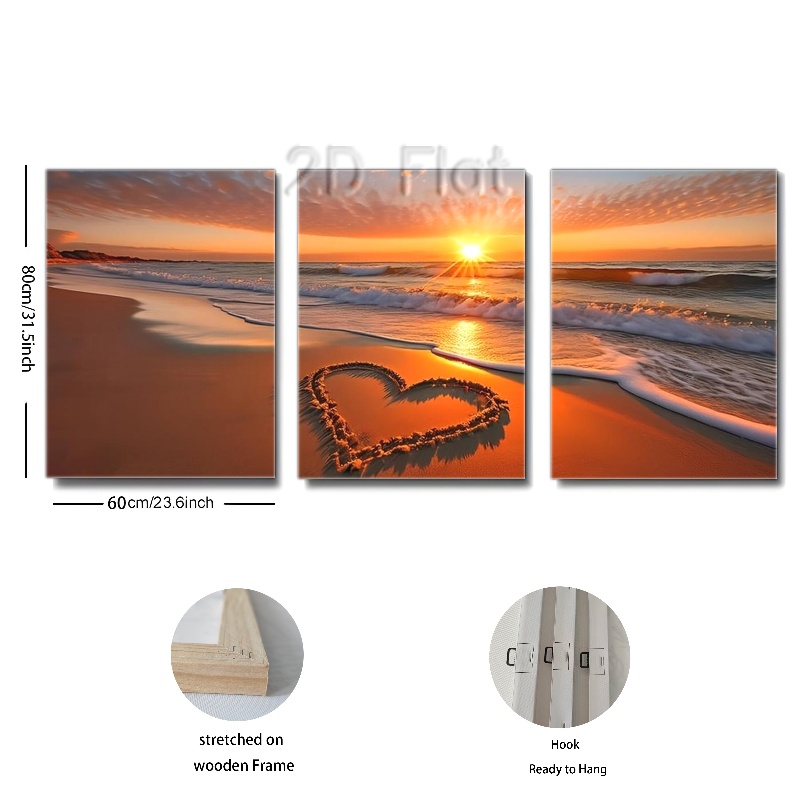 2D Flat
80cm/31.5inch
60cm/23.6inch
stretched on
wooden Frame
Hook
Ready to Hang